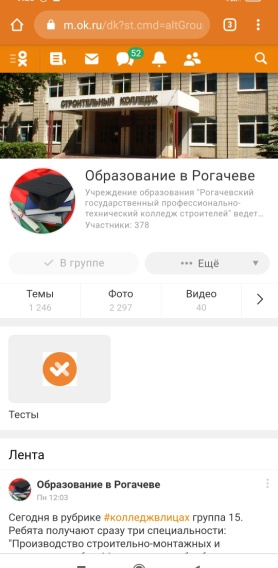 m.ok.ru/dk?st.cmd=altGrou
3
52
СТРОИТЕЛЬНЫЙ КОЛЛЕДЖ
Образование в Рогачеве
Учреждение образования "Рогачевский
государственный профессионально-
технический колледж строителей" ведет...
Участники: 378
В группе
••• Ещё
Темы Фото Видео
1 246 2 297 40
Тесты
Лента
Образование в Рогачеве
Пн 12:03
Сегодня в рубрике #колледжвлицах группа 15.
Ребята получают сразу три специальности:
"Производство строительно-монтажных и